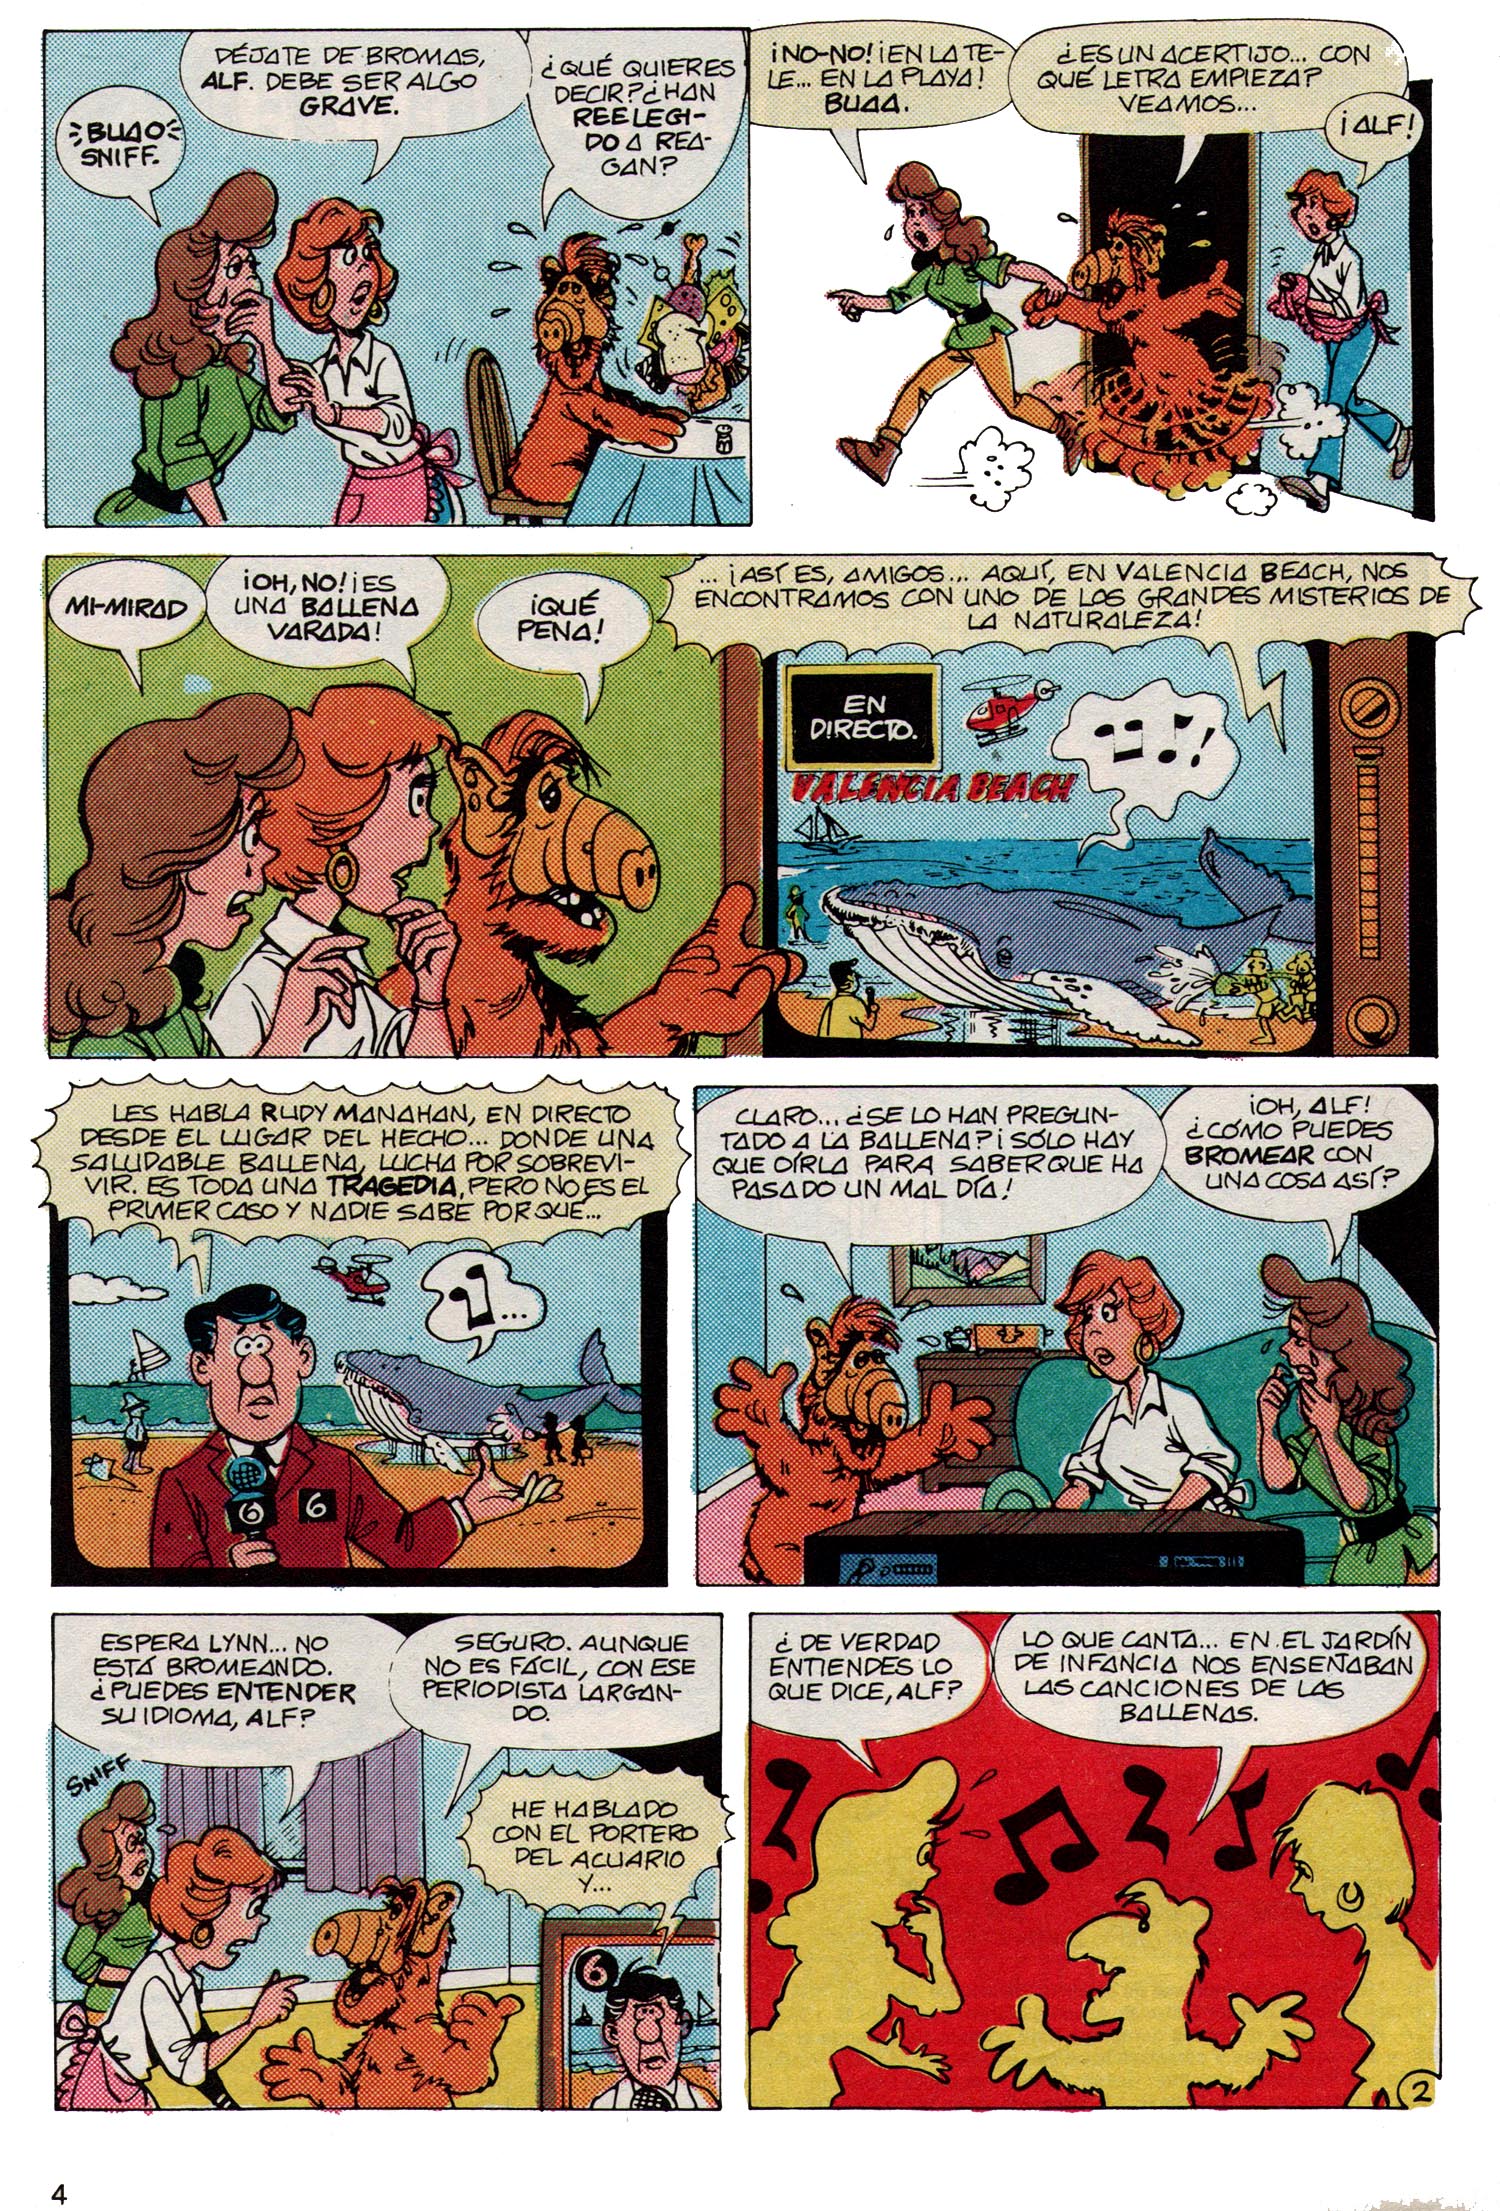 ¡BUAO
SNIFF.
DÉJATE DE BROMAS,
ALF. DEBE SER ALGO
GRAVE.
¿QUÉ QUIERES
DECIR? ¿HAN
REELEGI-
DO A REA-
GAN?
¡NO-NO! ¡EN LA TE-
LE... EN LA PLAYA!
BUAA.
¿ES UN ACERTIJO... CON
QUÉ LETRA EMPIEZA?
VEAMOS...
¡ALF!
MI-MIRAD
¡OH, NO! ¡ES
UNA BALLENA
VARADA!
¡QUÉ
PENA!
... ¡ASÍ ES, AMIGOS... AQUÍ, EN VALENCIA BEACH, NOS
ENCONTRAMOS CON UNO DE LOS GRANDES MISTERIOS DE
LA NATURALEZA!
EN
DIRECTO.
VALENCIA BEACH
LES HABLA RUDY MANAHAN, EN DIRECTO
DESDE EL LUGAR DEL HECHO... DONDE UNA
SALUDABLE BALLENA, LUCHA POR SOBREVI-
VIR. ES TODA UNA TRAGEDIA, PERO NO ES EL
PRIMER CASO Y NADIE SABE POR QUÉ...
6 6
CLARO... ¿SE LO HAN PREGUN-
TADO A LA BALLENA? ¡SÓLO HAY
QUE OÍRLA PARA SABER QUE HA
PASADO UN MAL DÍA!
¡OH, ALF!
¿CÓMO PUEDES
BROMEAR CON
UNA COSA ASÍ?
ESPERA LYNN... NO
ESTÁ BROMEANDO.
¿PUEDES ENTENDER
SU IDIOMA, ALF?
SEGURO. AUNQUE
NO ES FÁCIL, CON ESE
PERIODISTA LARGAN-
DO.
SNIFF
HE HABLADO
CON EL PORTERO
DEL ACUARIO
Y...
6
¿DE VERDAD
ENTIENDES LO
QUE DICE, ALF?
LO QUE CANTA... EN EL JARDÍN
DE INFANCIA NOS ENSEÑABAN
LAS CANCIONES DE LAS
BALLENAS.
2
4